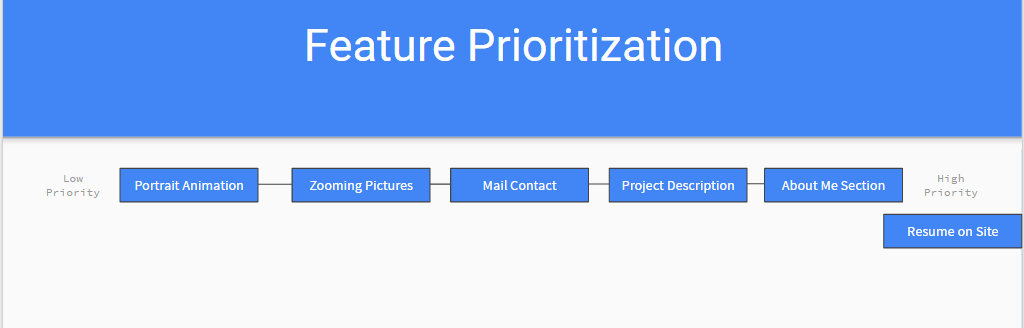 Feature Prioritization
Low
Priority
Portrait Animation
Zooming Pictures
Mail Contact
Project Description
About Me Section
High
Priority
Resume on Site